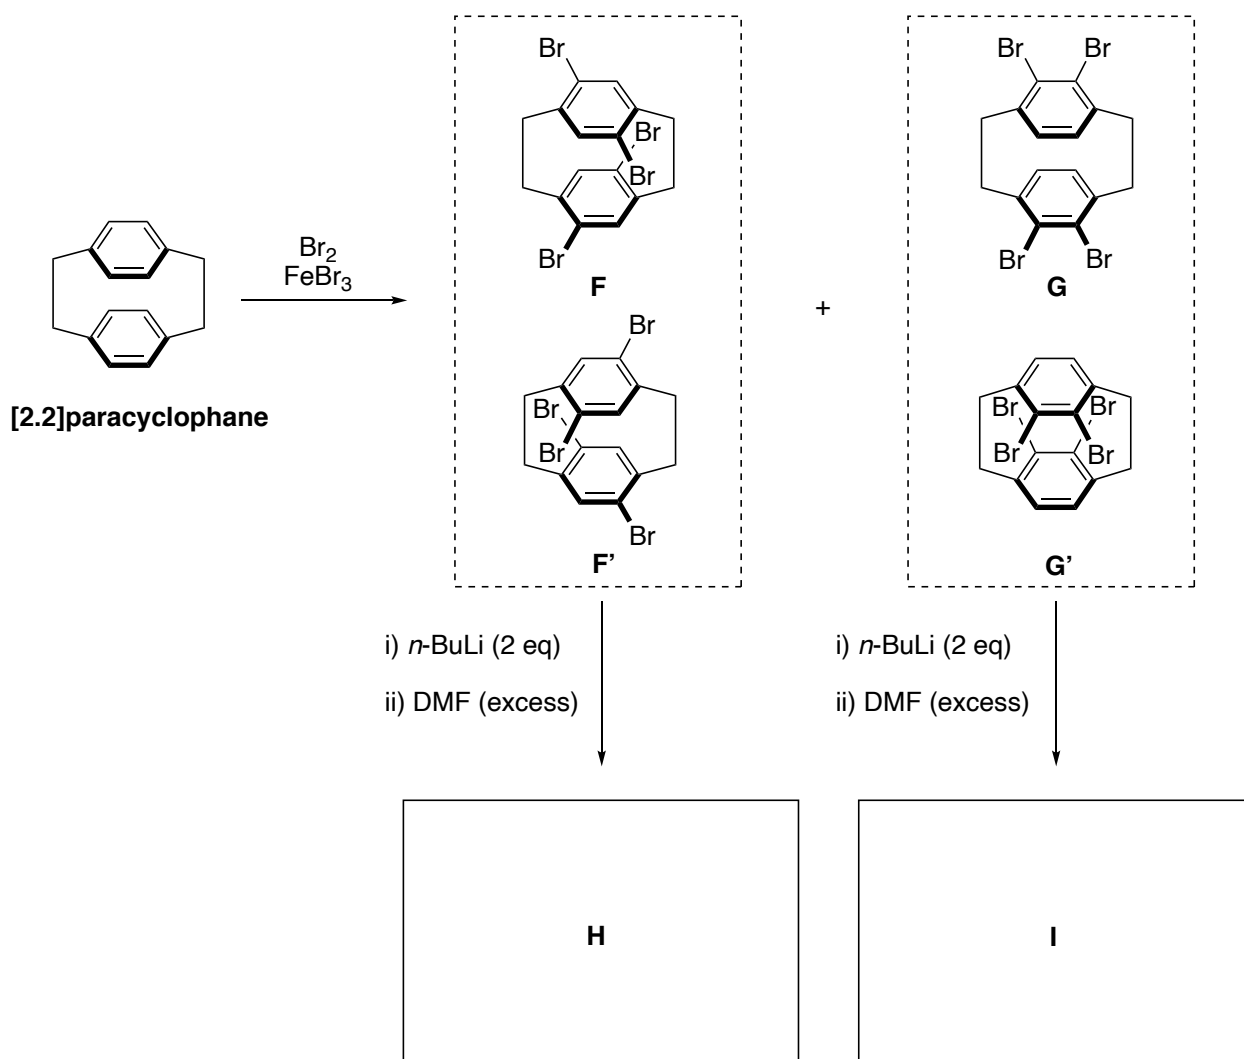 Br
Br Br
Br
Br
Br
Br
Br2
FeBr3
Br Br
F
G
+
[2.2]paracyclophane
Br
Br
Br
Br
Br Br
Br Br
F’
G’
i) n-BuLi (2 eq)
ii) DMF (excess)
i) n-BuLi (2 eq)
ii) DMF (excess)
H
I